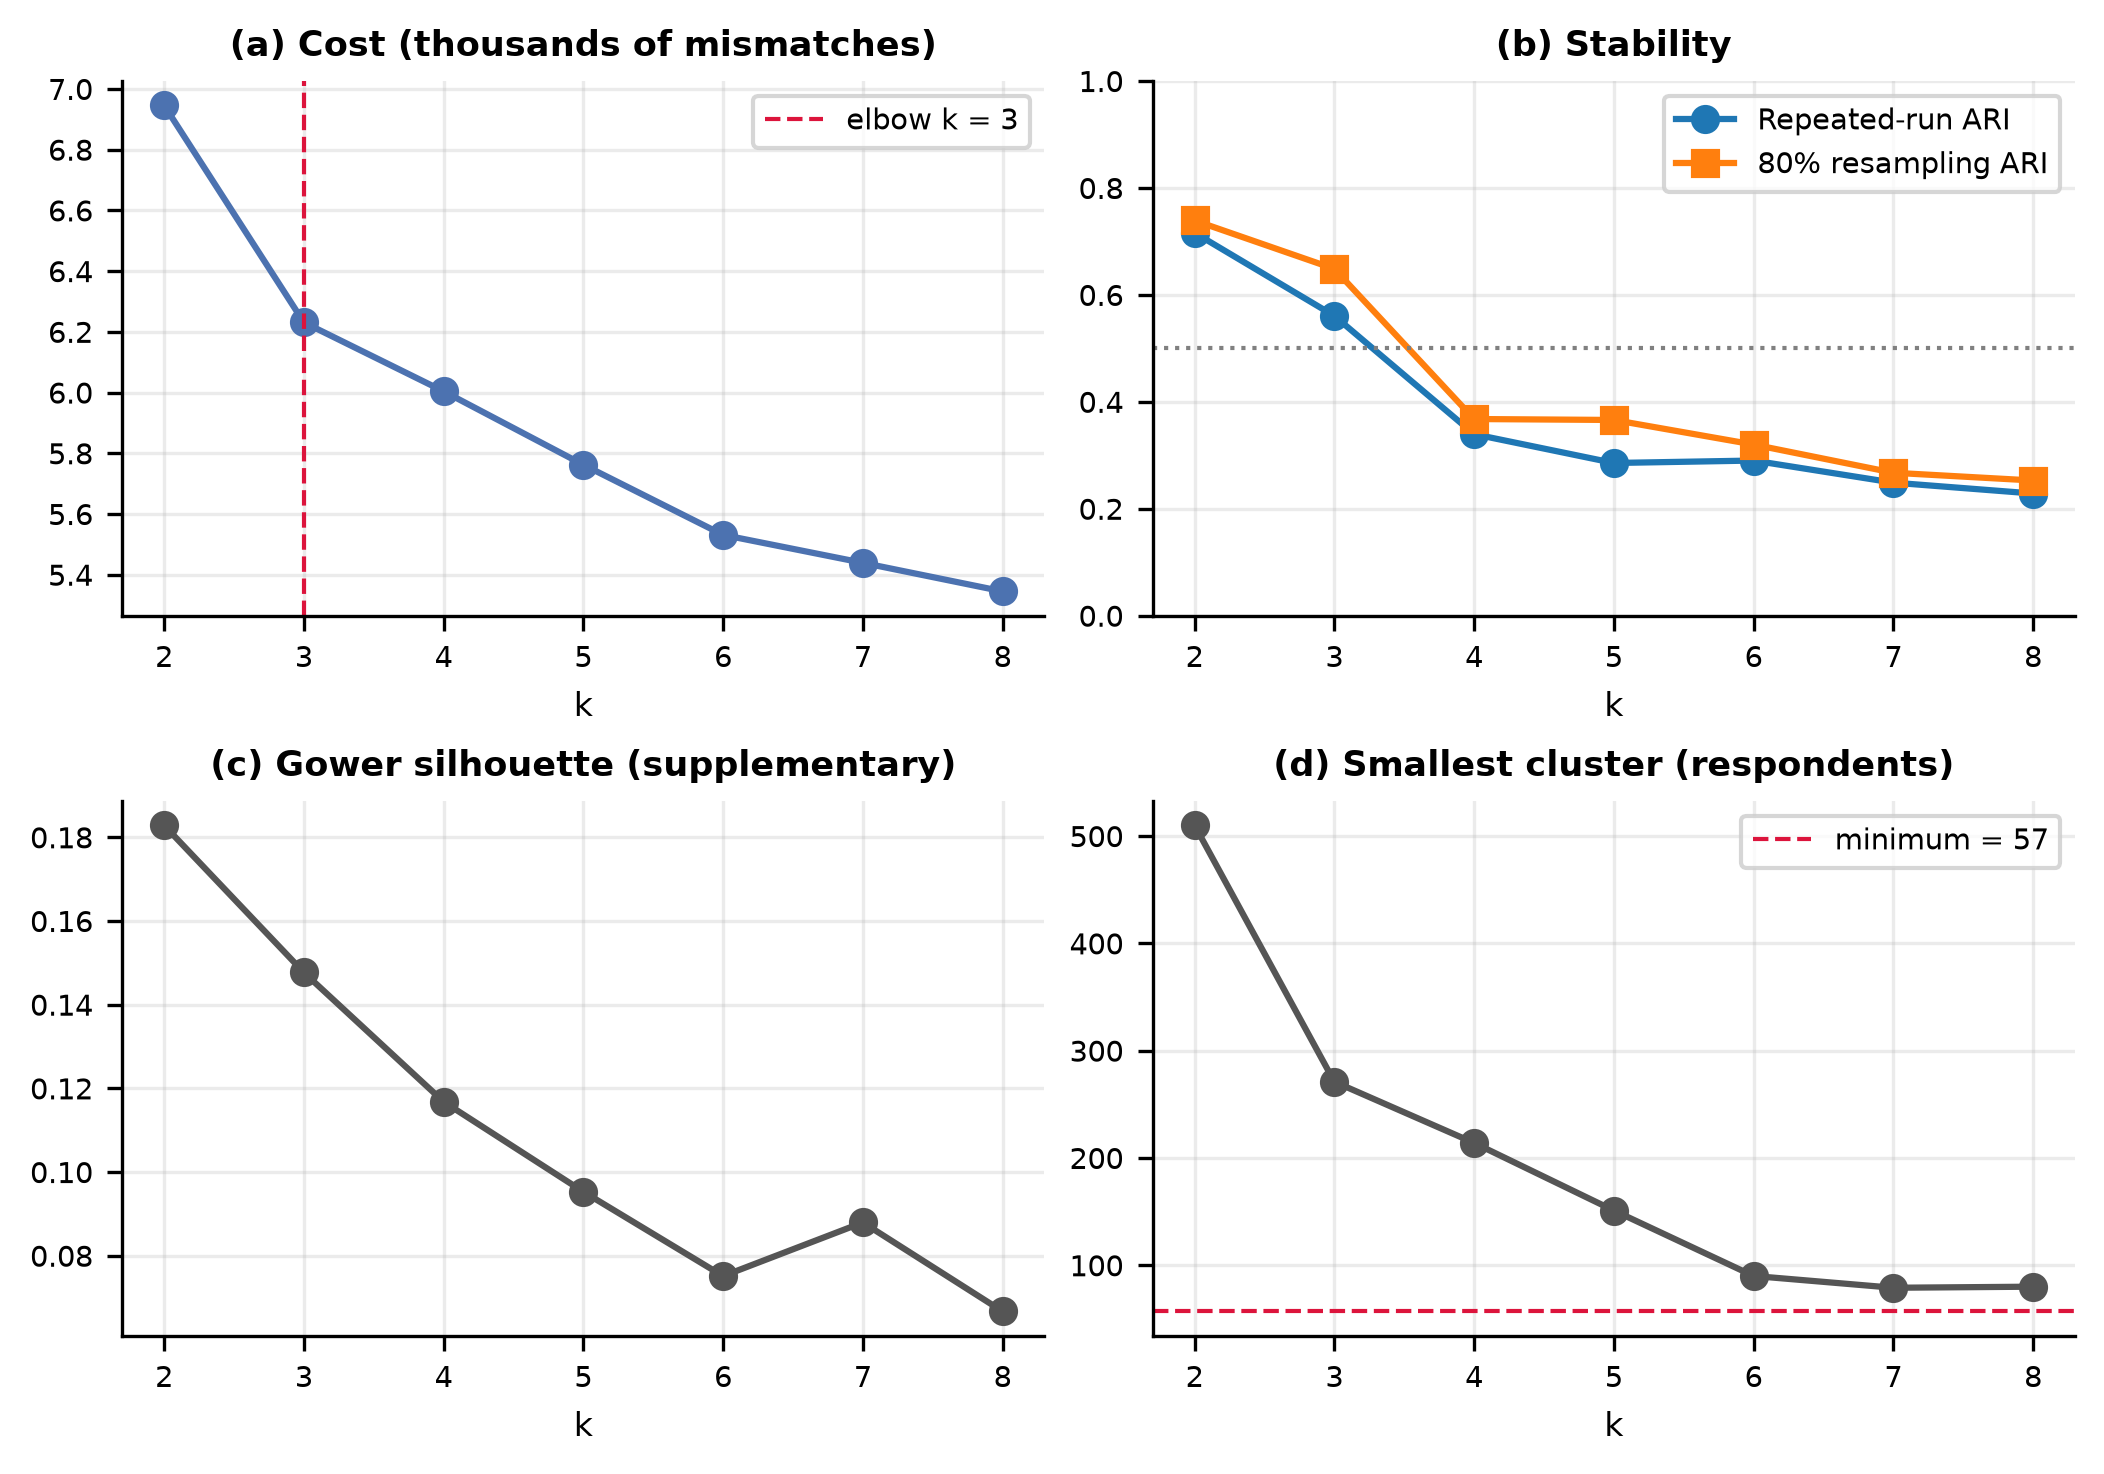 (a) Cost (thousands of mismatches)
7.0
6.8
6.6
6.4
6.2
6.0
5.8
5.6
5.4
elbow k = 3
2 3 4 5 6 7 8
k
(b) Stability
1.0
0.8
0.6
0.4
0.2
0.0
Repeated-run ARI
80% resampling ARI
2 3 4 5 6 7 8
k
(c) Gower silhouette (supplementary)
0.18
0.16
0.14
0.12
0.10
0.08
2 3 4 5 6 7 8
k
(d) Smallest cluster (respondents)
500
400
300
200
100
minimum = 57
2 3 4 5 6 7 8
k